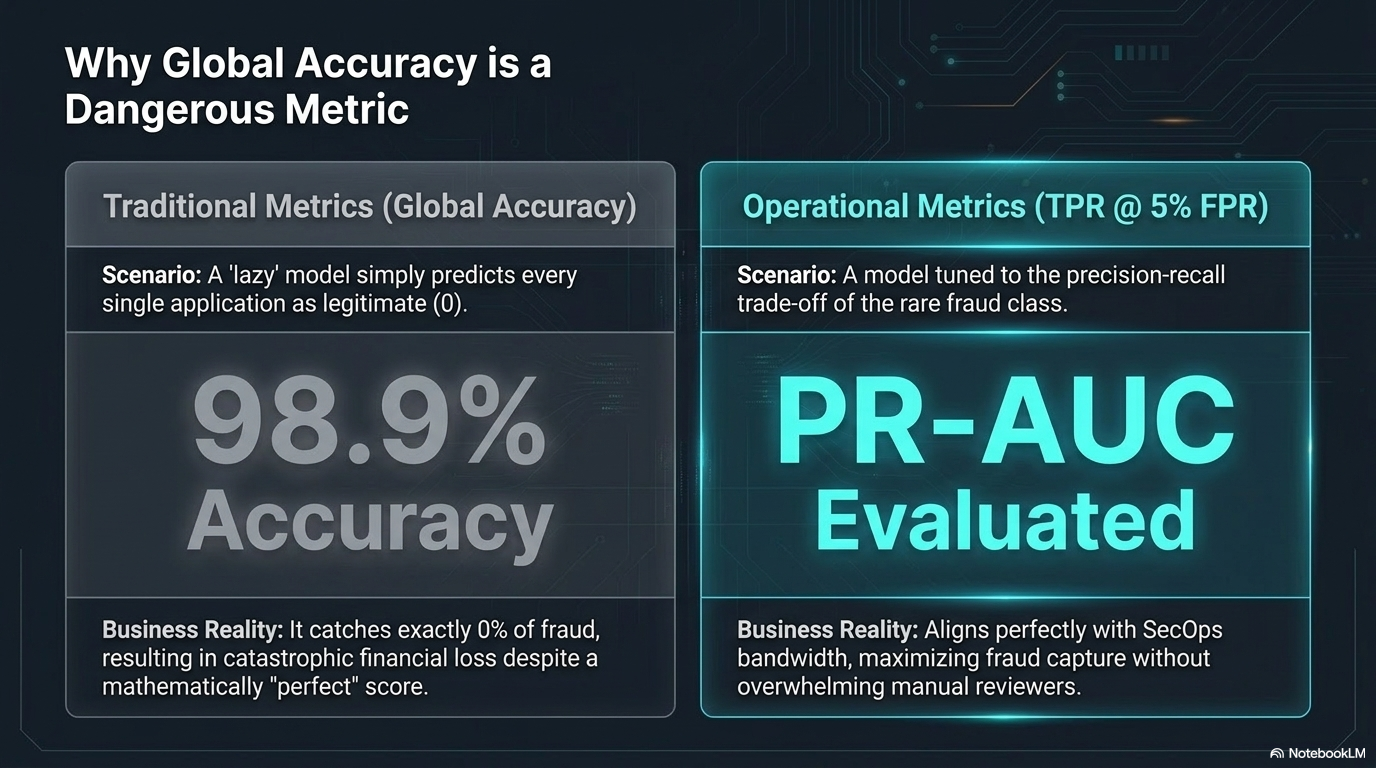 Why Global Accuracy is a
Dangerous Metric
Traditional Metrics (Global Accuracy)
Scenario: A 'lazy' model simply predicts every
single application as legitimate (0).
98.9%
Accuracy
Business Reality: It catches exactly 0% of fraud,
resulting in catastrophic financial loss despite a
mathematically "perfect" score.
Operational Metrics (TPR @ 5% FPR)
Scenario: A model tuned to the precision-recall
trade-off of the rare fraud class.
PR-AUC
Evaluated
Business Reality: Aligns perfectly with SecOps
bandwidth, maximizing fraud capture without
overwhelming manual reviewers.
NotebookLM